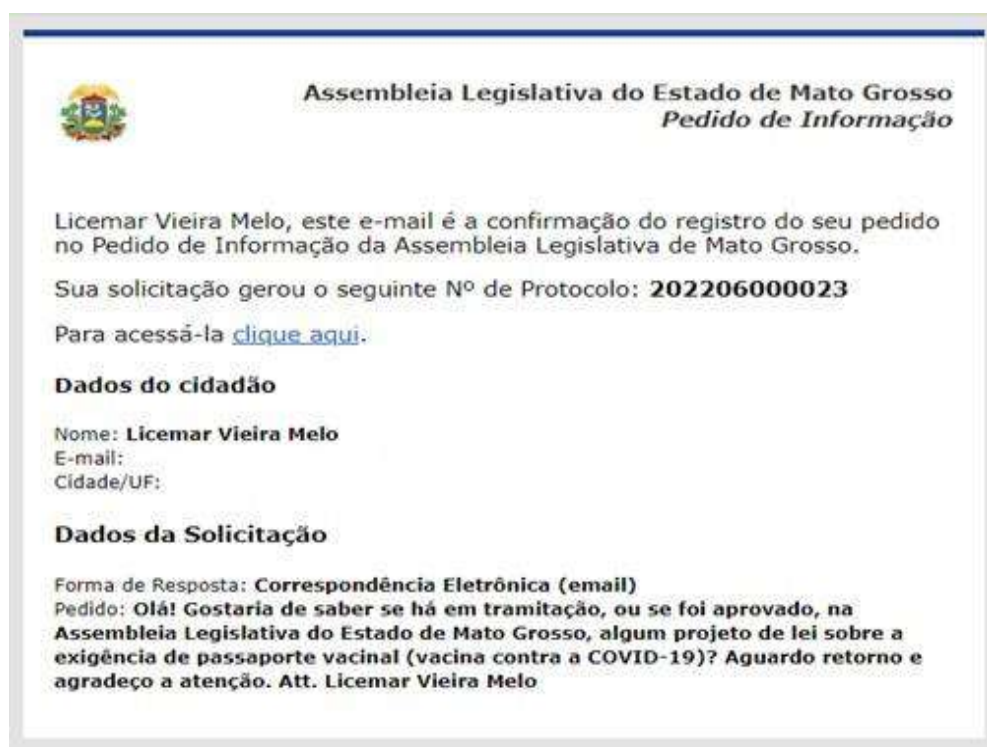 Assembleia Legislativa do Estado de Mato Grosso
Pedido de Informação
Licemar Vieira Melo, este e-mail é a confirmação do registro do seu pedido
no Pedido de Informação da Assembleia Legislativa de Mato Grosso.
Sua solicitação gerou o seguinte Nº de Protocolo: 202206000023
Para acessá-la clique aqui.
Dados do cidadão
Nome: Licemar Vieira Melo
E-mail:
Cidade/UF:
Dados da Solicitação
Forma de Resposta: Correspondência Eletrônica (email)
Pedido: Olá! Gostaria de saber se há em tramitação, ou se foi aprovado, na
Assembleia Legislativa do Estado de Mato Grosso, algum projeto de lei sobre a
exigência de passaporte vacinal (vacina contra a COVID-19)? Aguardo retorno e
agradeço a atenção. Att. Licemar Vieira Melo